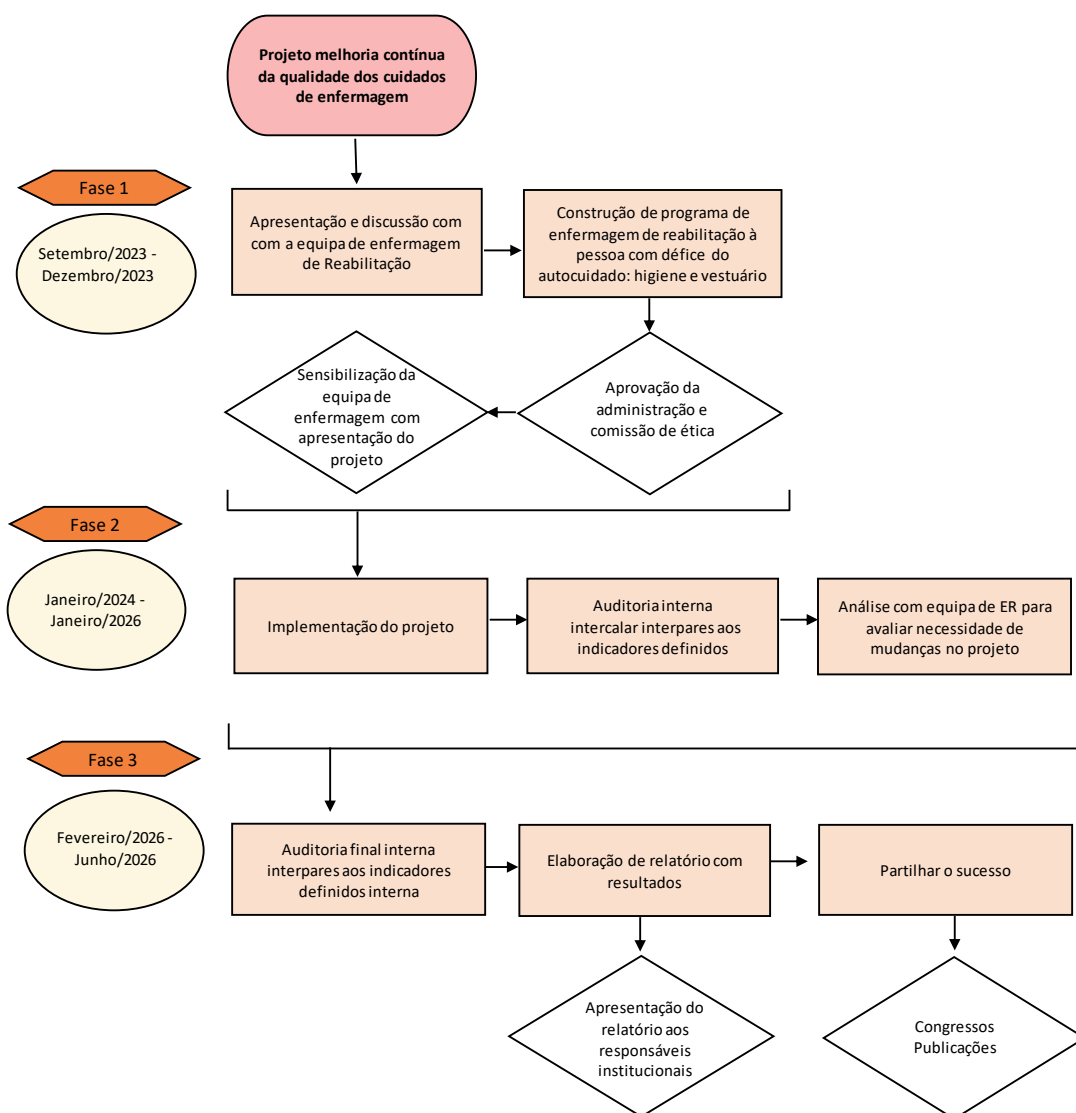 Projeto melhoria contínua
da qualidade dos cuidados
de enfermagem
Fase 1
Setembro/2023 -
Dezembro/2023
Apresentação e discussão com
com a equipa de enfermagem
de Reabilitação
Construção de programa de
enfermagem de reabilitação à
pessoa com défice do
autocuidado: higiene e vestuário
Sensibilização da
equipa de
enfermagem com
apresentação do
projeto
Aprovação da
administração e
comissão de ética
Fase 2
Janeiro/2024 -
Janeiro/2026
Implementação do projeto
Auditoria interna
intercalar interpares aos
indicadores definidos
Análise com equipa de ER para
avaliar necessidade de
mudanças no projeto
Fase 3
Fevereiro/2026 -
Junho/2026
Auditoria final interna
interpares aos indicadores
definidos interna
Elaboração de relatório com
resultados
Partilhar o sucesso
Apresentação do
relatório aos
responsáveis
institucionais
Congressos
Publicações